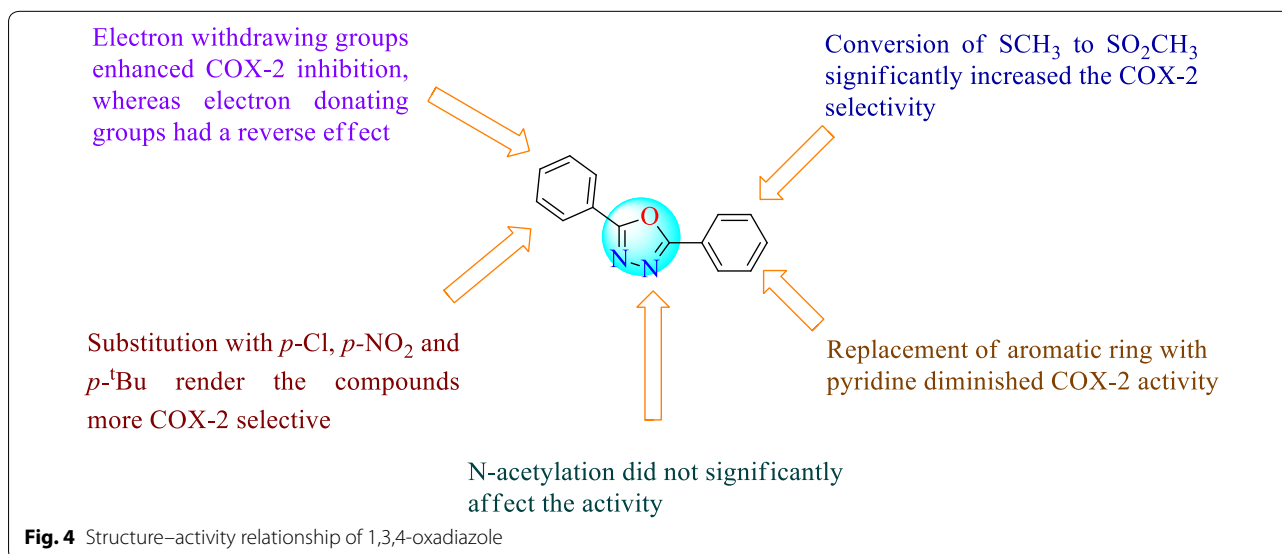 Electron withdrawing groups
enhanced COX-2 inhibition,
whereas electron donating
groups had a reverse effect
Conversion of SCH₃ to SO₂CH₃
significantly increased the COX-2
selectivity
O
N
N
Substitution with p-Cl, p-NO₂ and
p-ᵗBu render the compounds
more COX-2 selective
Replacement of aromatic ring with
pyridine diminished COX-2 activity
N-acetylation did not significantly
affect the activity
Fig. 4 Structure–activity relationship of 1,3,4-oxadiazole